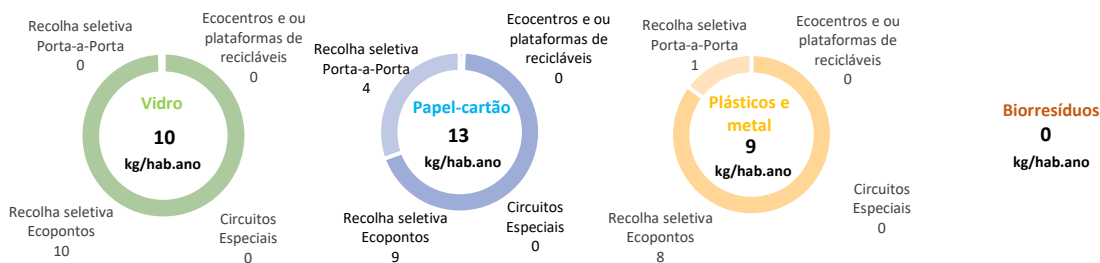 Recolha seletiva
Porta-a-Porta
0
Ecocentros e ou
plataformas de
recicláveis
0
Vidro
10
kg/hab.ano
Recolha seletiva
Ecopontos
10
Circuitos
Especiais
0
Recolha seletiva
Porta-a-Porta
4
Ecocentros e ou
plataformas de
recicláveis
0
Papel-cartão
13
kg/hab.ano
Recolha seletiva
Ecopontos
9
Circuitos
Especiais
0
Recolha seletiva
Porta-a-Porta
1
Ecocentros e ou
plataformas de
recicláveis
0
Plásticos e
metal
9
kg/hab.ano
Recolha seletiva
Ecopontos
8
Circuitos
Especiais
0
Biorresíduos
0
kg/hab.ano